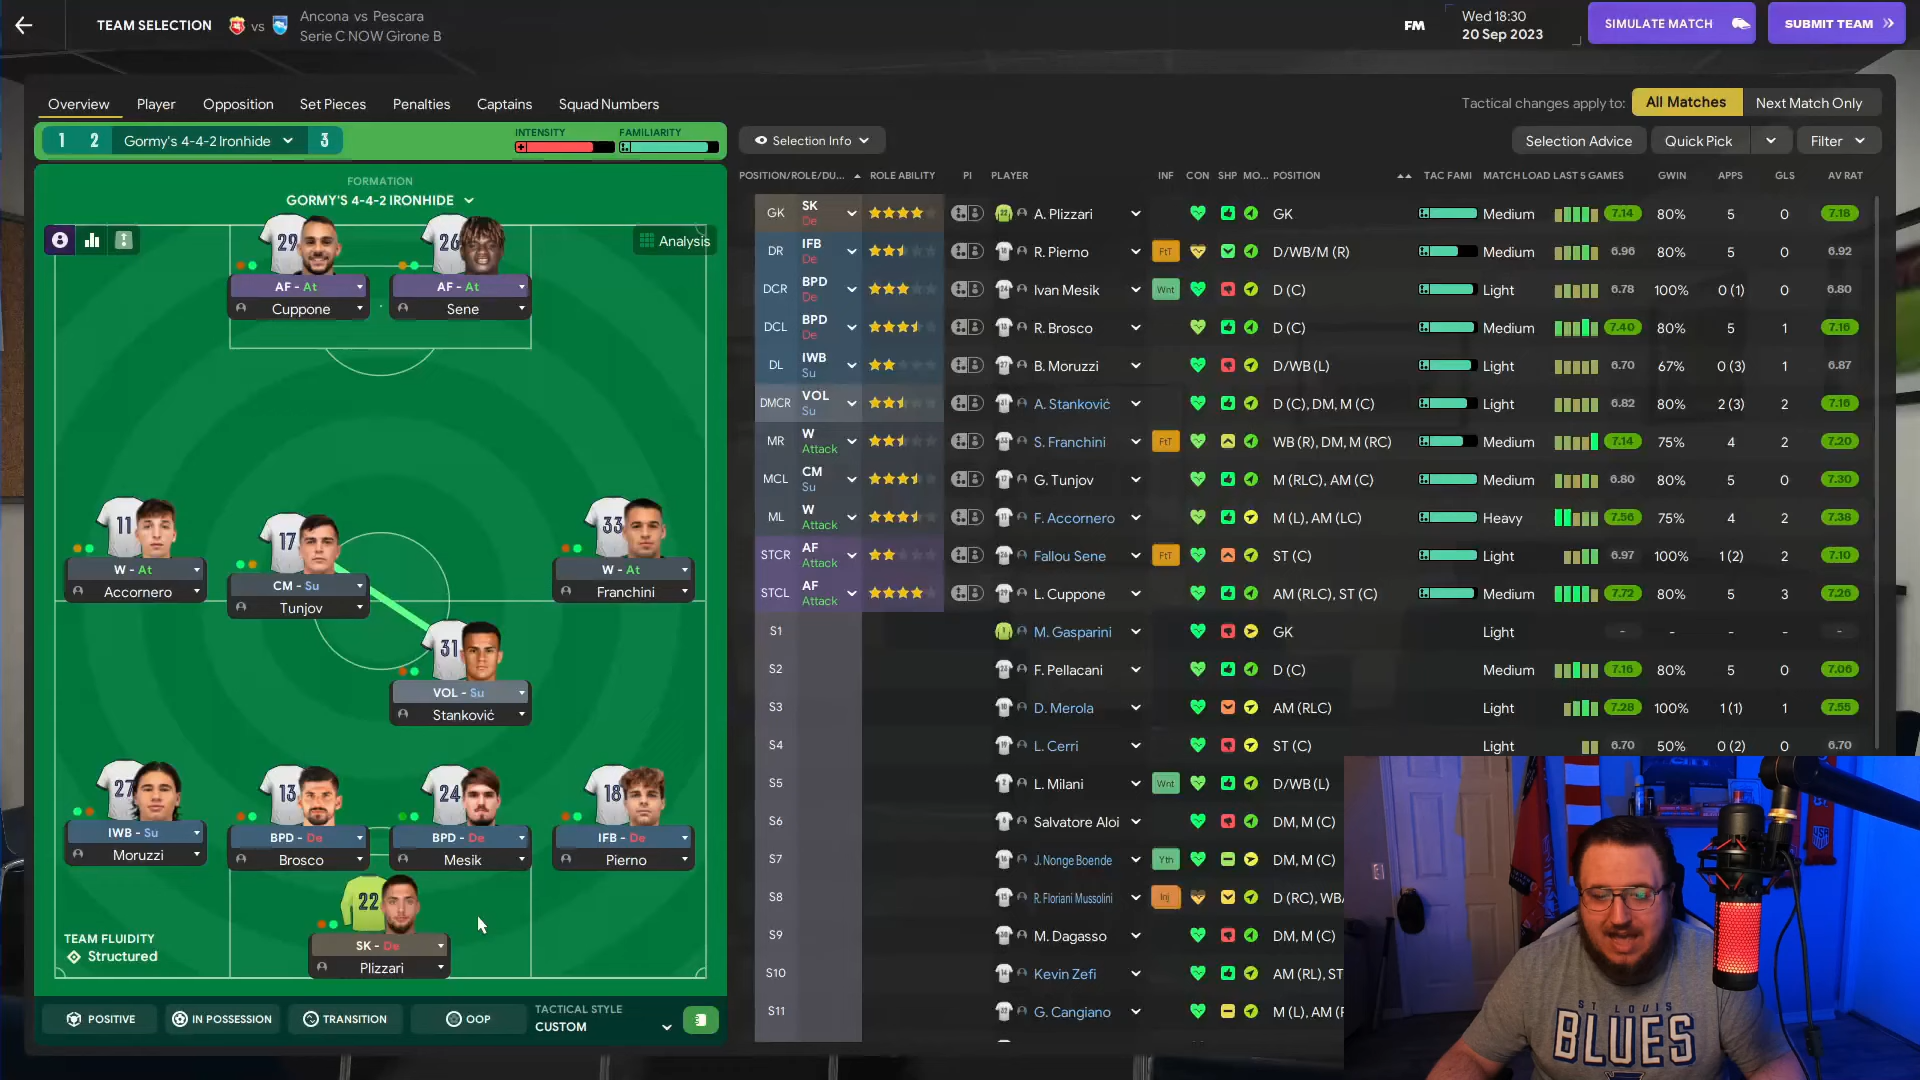 TEAM SELECTION
vs
Ancona vs Pescara
Serie C NOW Girone B
FM
Wed 18:30
20 Sep 2023
SIMULATE MATCH
SUBMIT TEAM
Overview
Player
Opposition
Set Pieces
Penalties
Captains
Squad Numbers
Tactical changes apply to:
All Matches
Next Match Only
1
2
Gormy's 4-4-2 Ironhide
3
INTENSITY
FAMILIARITY
Selection Info
Selection Advice
Quick Pick
Filter
FORMATION
GORMY'S 4-4-2 IRONHIDE
Analysis
29
AF - At
Cuppone
26
AF - At
Sene
11
W - At
Accornero
17
CM - Su
Tunjov
33
W - At
Franchini
31
VOL - Su
Stanković
27
IWB - Su
Moruzzi
13
BPD - De
Brosco
24
BPD - De
Mesik
18
IFB - De
Pierno
22
SK - De
Plizzari
TEAM FLUIDITY
Structured
POSITIVE
IN POSSESSION
TRANSITION
OOP
TACTICAL STYLE
CUSTOM
POSITION/ROLE/DU... ROLE ABILITY PI PLAYER INF CON SHP MO... POSITION TAC FAMI MATCH LOAD LAST 5 GAMES GWIN APPS GLS AV RAT
GK SK De A. Plizzari GK Medium 7.14 80% 5 0 7.18
DR IFB De R. Pierno FtT D/WB/M (R) Medium 6.96 80% 5 0 6.92
DCR BPD De Ivan Mesik Wnt D (C) Light 6.78 100% 0 (1) 0 6.80
DCL BPD De R. Brosco D (C) Medium 7.40 80% 5 1 7.16
DL IWB Su B. Moruzzi D/WB (L) Light 6.70 67% 0 (3) 1 6.87
DMCR VOL Su A. Stanković D (C), DM, M (C) Light 6.82 80% 2 (3) 2 7.16
MR W Attack S. Franchini FtT WB (R), DM, M (RC) Medium 7.14 75% 4 2 7.20
MCL CM Su G. Tunjov M (RLC), AM (C) Medium 6.80 80% 5 0 7.30
ML W Attack F. Accornero M (L), AM (LC) Heavy 7.56 75% 4 2 7.38
STCR AF Attack Fallou Sene FtT ST (C) Light 6.97 100% 1 (2) 2 7.10
STCL AF Attack L. Cuppone AM (RLC), ST (C) Medium 7.72 80% 5 3 7.26
S1 M. Gasparini GK Light - - - - -
S2 F. Pellacani D (C) Medium 7.16 80% 5 0 7.06
S3 D. Merola AM (RLC) Light 7.28 100% 1 (1) 1 7.55
S4 L. Cerri ST (C) Light 6.70 50% 0 (2) 0 6.70
S5 L. Milani Wnt D/WB (L)
S6 Salvatore Aloi DM, M (C)
S7 J. Nonge Boende Yth DM, M (C)
S8 R. Floriani Mussolini Inj D (RC), WB/
S9 M. Dagasso DM, M (C)
S10 Kevin Zefi AM (RL), ST
S11 G. Cangiano M (L), AM (F
ST LOUIS
BLUES